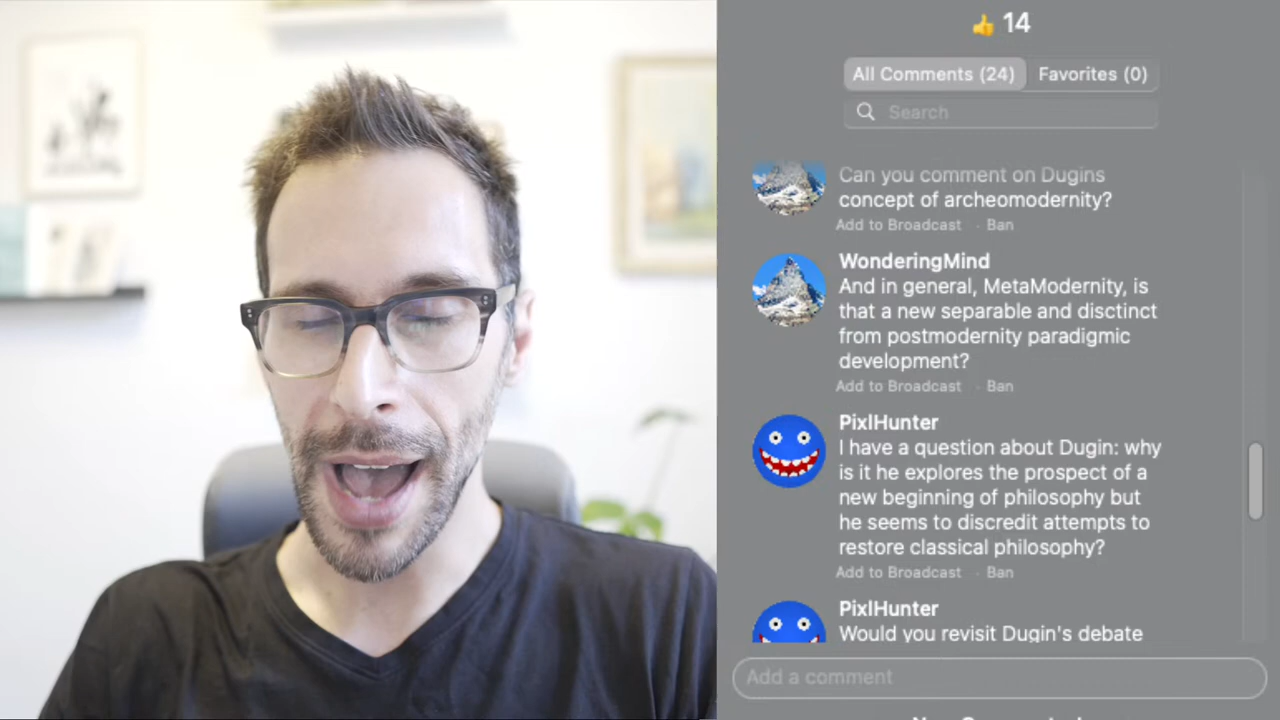 👍 14
All Comments (24) Favorites (0)
Search
Can you comment on Dugins
concept of archeomodernity?
Add to Broadcast · Ban
WonderingMind
And in general, MetaModernity, is
that a new separable and disctinct
from postmodernity paradigmic
development?
Add to Broadcast · Ban
PixlHunter
I have a question about Dugin: why
is it he explores the prospect of a
new beginning of philosophy but
he seems to discredit attempts to
restore classical philosophy?
Add to Broadcast · Ban
PixlHunter
Would you revisit Dugin's debate
Add a comment